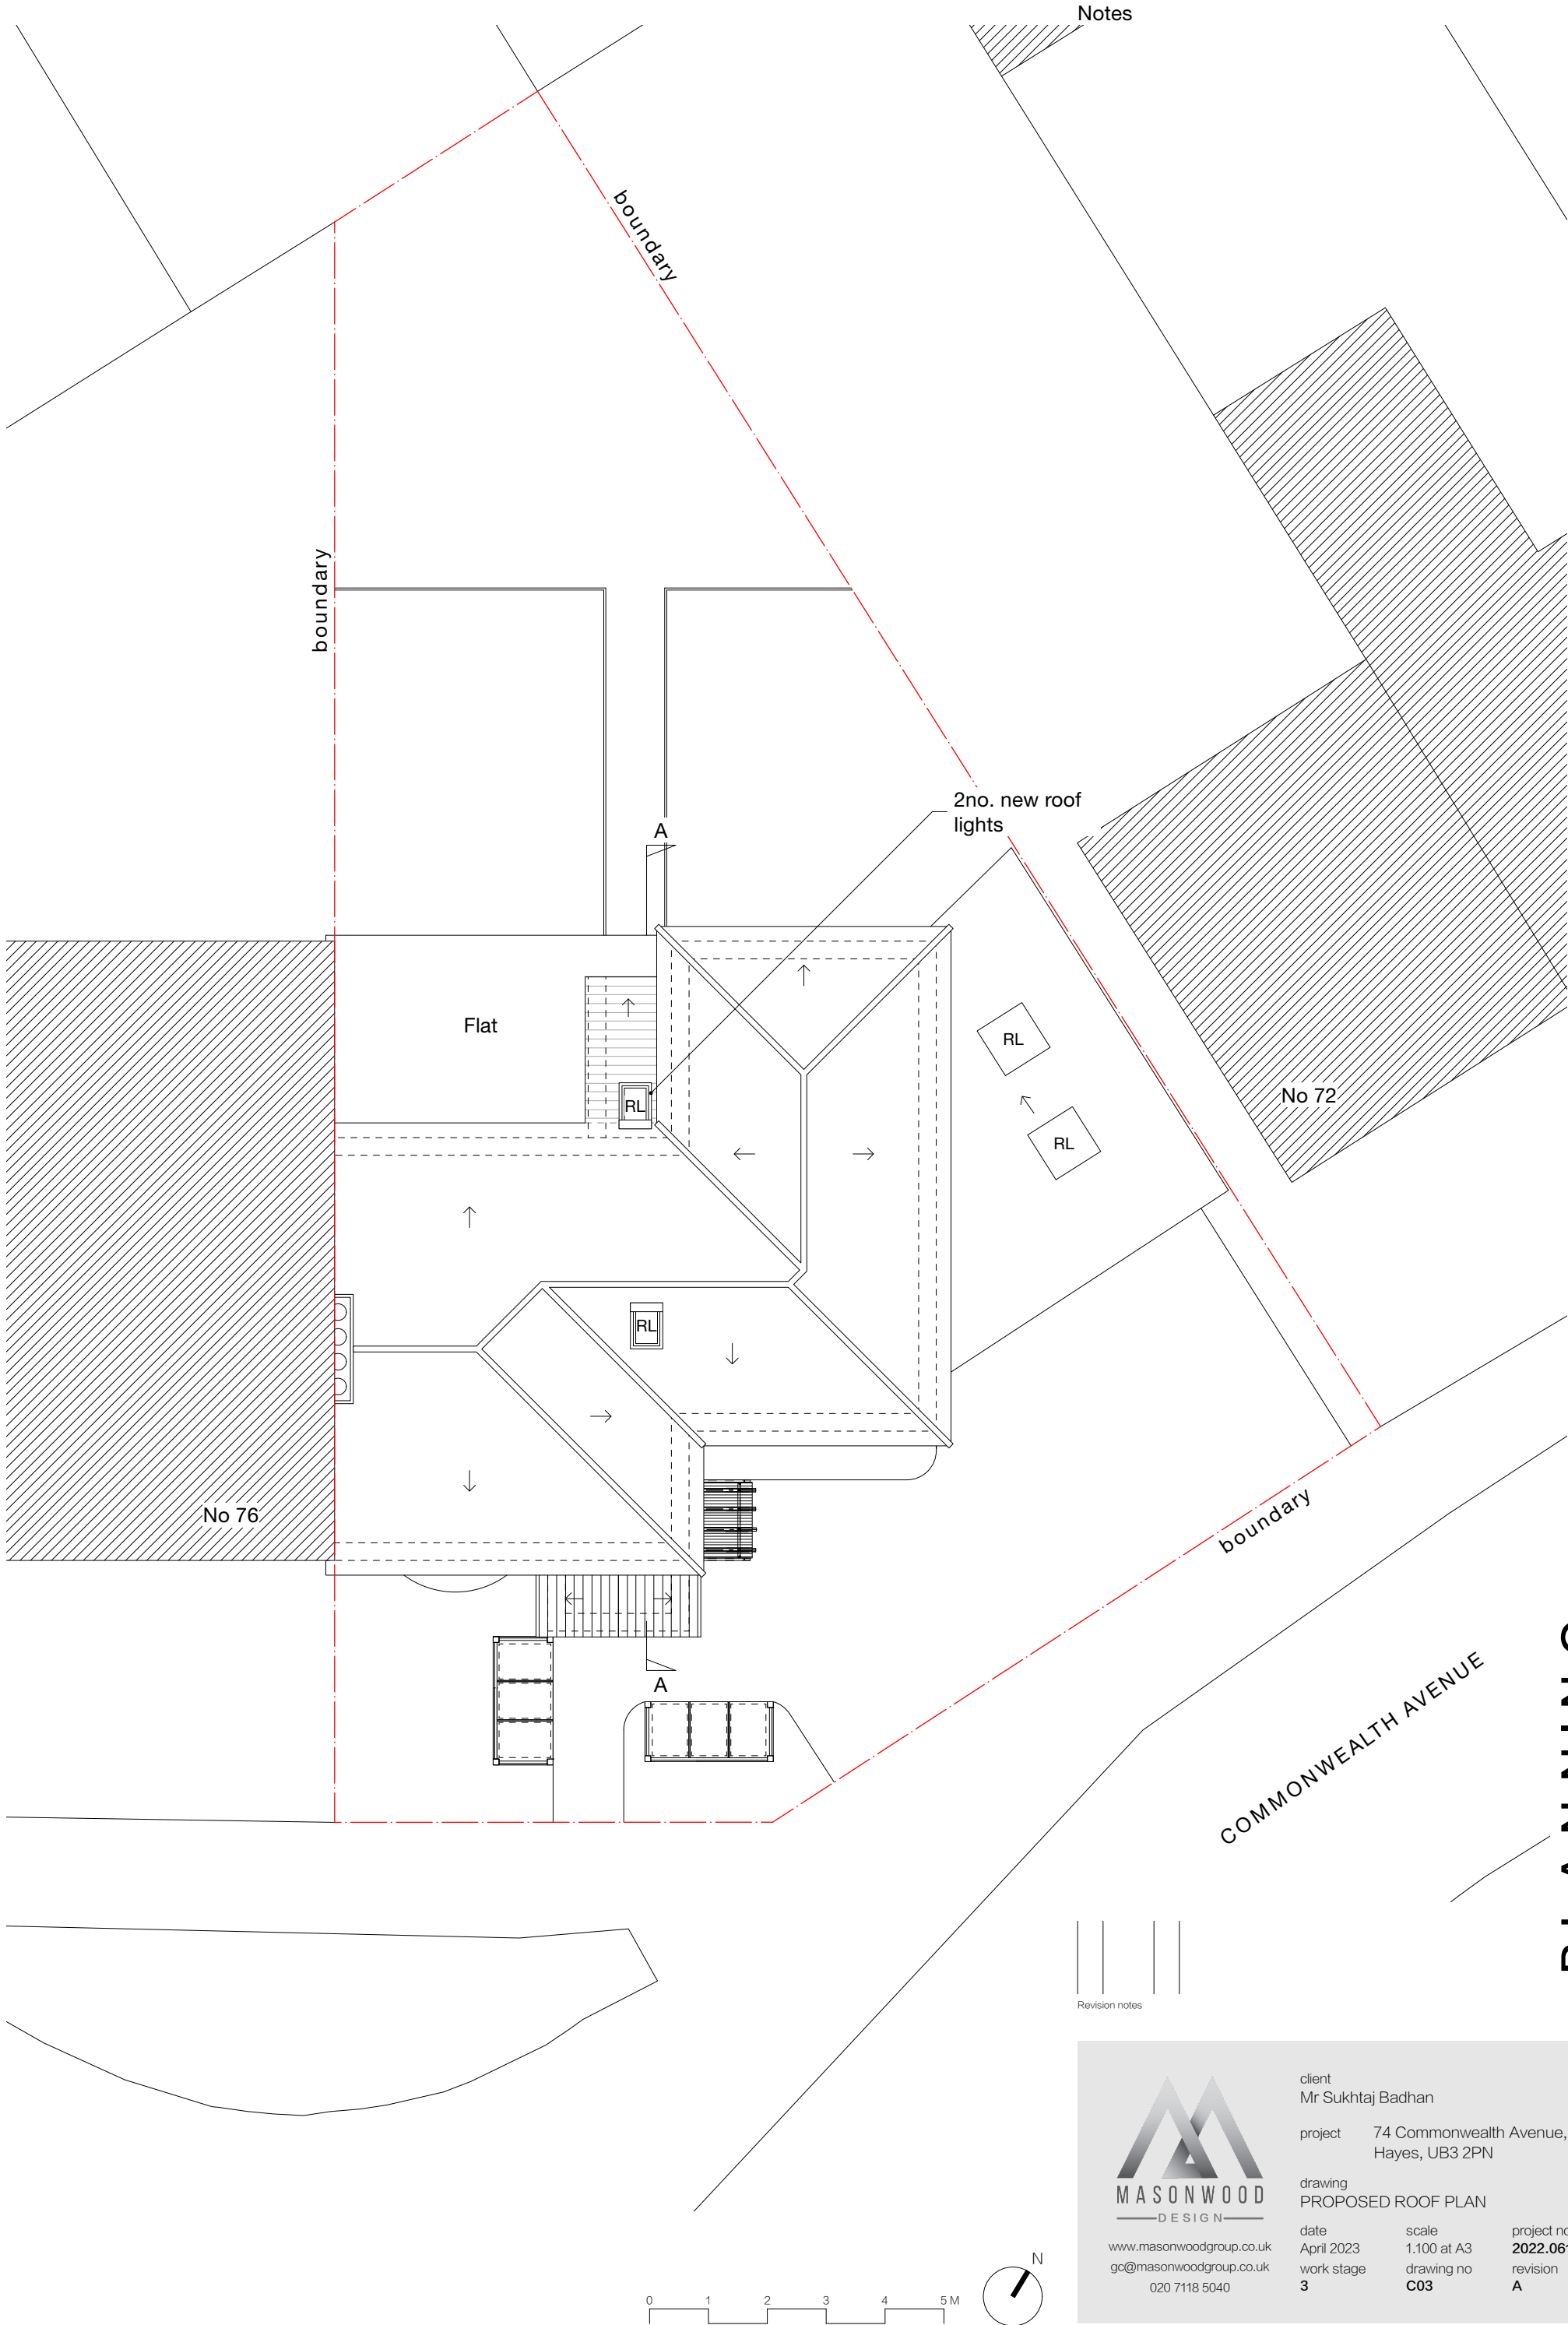 Notes
boundary
boundary
2no. new roof
lights
A
Flat
RL
RL
RL
No 72
RL
No 76
boundary
A
COMMONWEALTH AVENUE
Revision notes
MASONWOOD
DESIGN
www.masonwoodgroup.co.uk
gc@masonwoodgroup.co.uk
020 7118 5040
client
Mr Sukhtaj Badhan
project 74 Commonwealth Avenue,
Hayes, UB3 2PN
drawing
PROPOSED ROOF PLAN
date scale project no
April 2023 1.100 at A3
work stage drawing no revision
3 C03 A
N
0 1 2 3 4 5 M